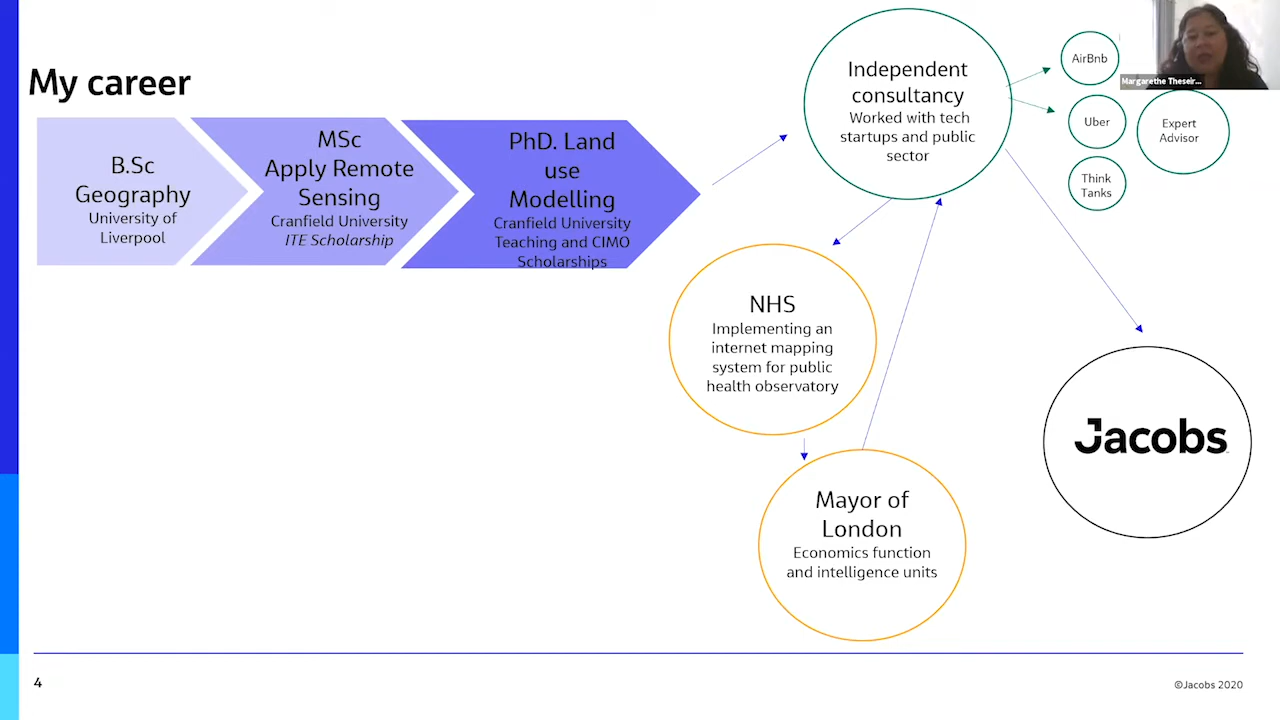 My career
B.Sc
Geography
University of
Liverpool
MSc
Apply Remote
Sensing
Cranfield University
ITE Scholarship
PhD. Land
use
Modelling
Cranfield University
Teaching and CIMO
Scholarships
Independent
consultancy
Worked with tech
startups and public
sector
AirBnb
Uber
Think
Tanks
Expert
Advisor
Margarethe Theseir...
NHS
Implementing an
internet mapping
system for public
health observatory
Mayor of
London
Economics function
and intelligence units
Jacobs
4
©Jacobs 2020